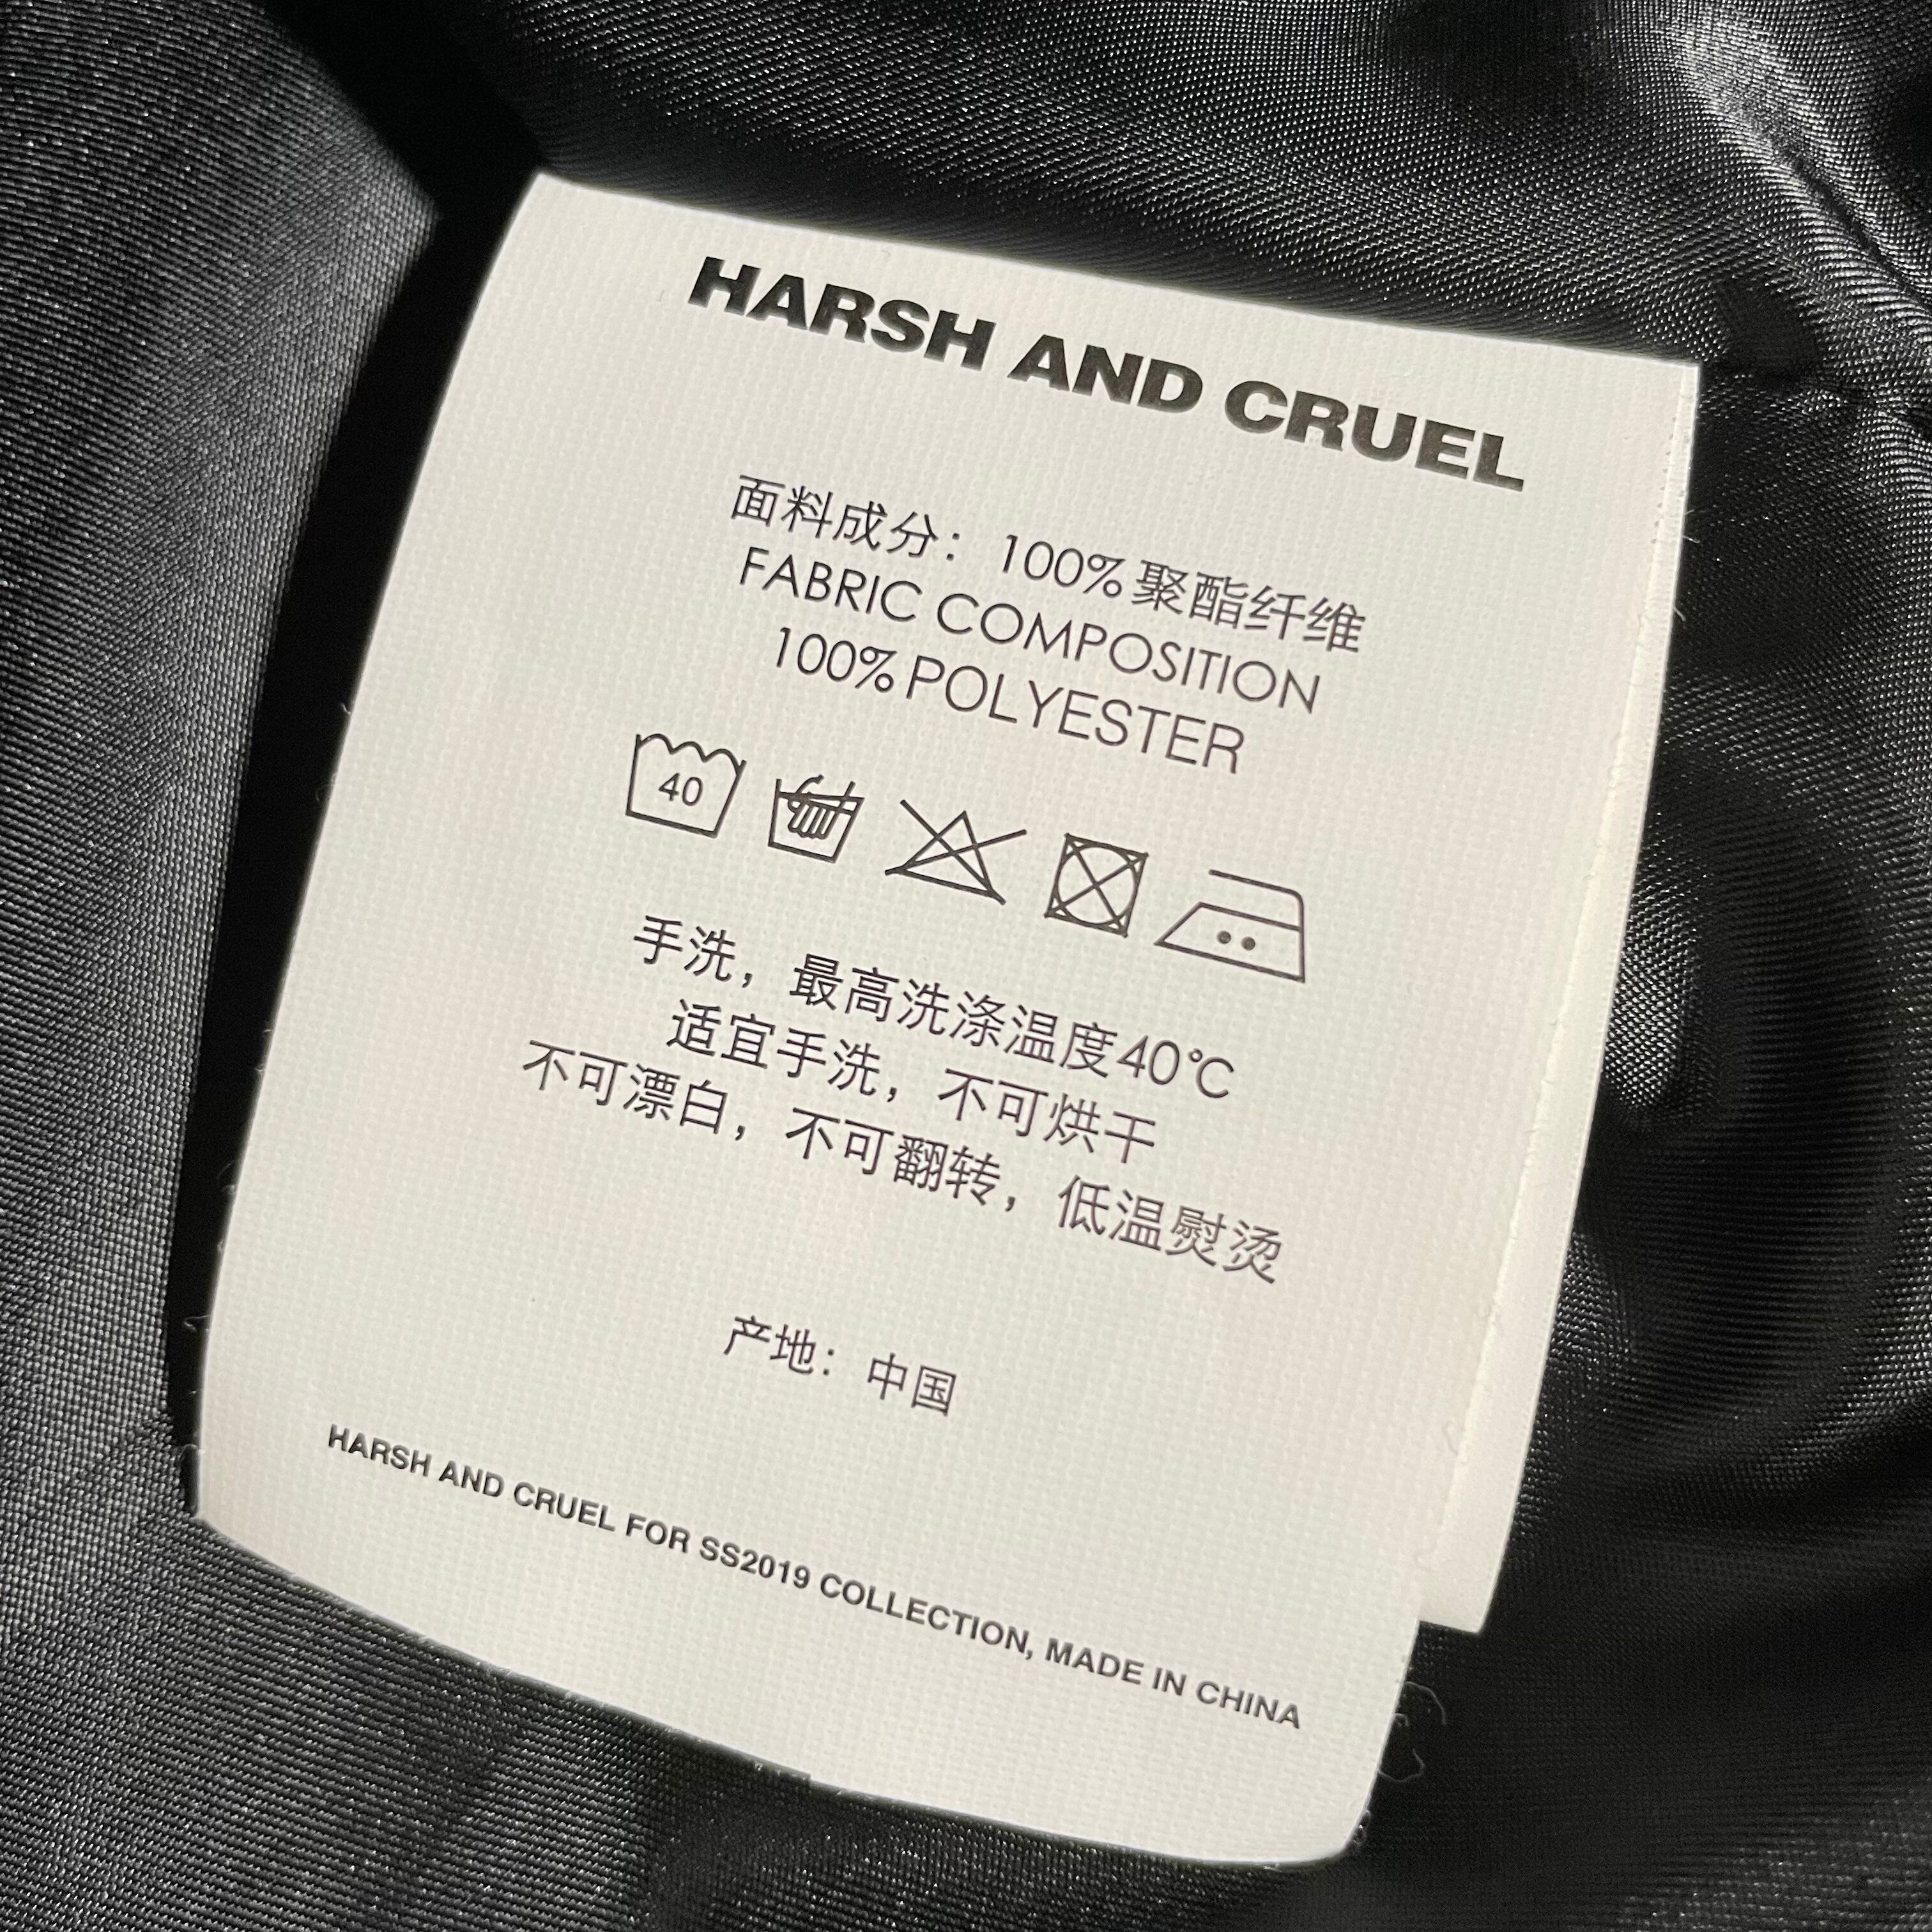 HARSH AND CRUEL
面料成分：100%聚酯纤维
FABRIC COMPOSITION
100%POLYESTER
40
手洗，最高洗涤温度40℃
适宜手洗，不可烘干
不可漂白，不可翻转，低温熨烫
产地：中国
HARSH AND CRUEL FOR SS2019 COLLECTION, MADE IN CHINA